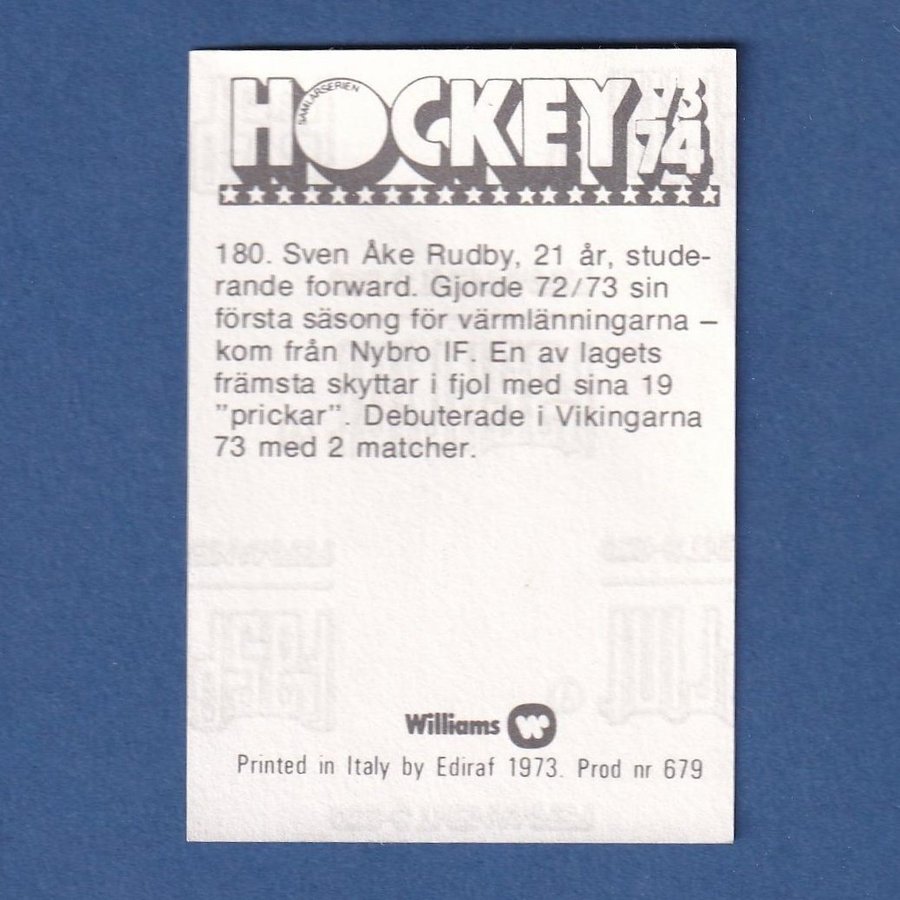 HOCKEY 73
SAMLARSERIEN
74
180. Sven Åke Rudby, 21 år, stude-
rande forward. Gjorde 72/73 sin
första säsong för värmlänningarna –
kom från Nybro IF. En av lagets
främsta skyttar i fjol med sina 19
”prickar”. Debuterade i Vikingarna
73 med 2 matcher.
Williams W
Printed in Italy by Ediraf 1973. Prod nr 679